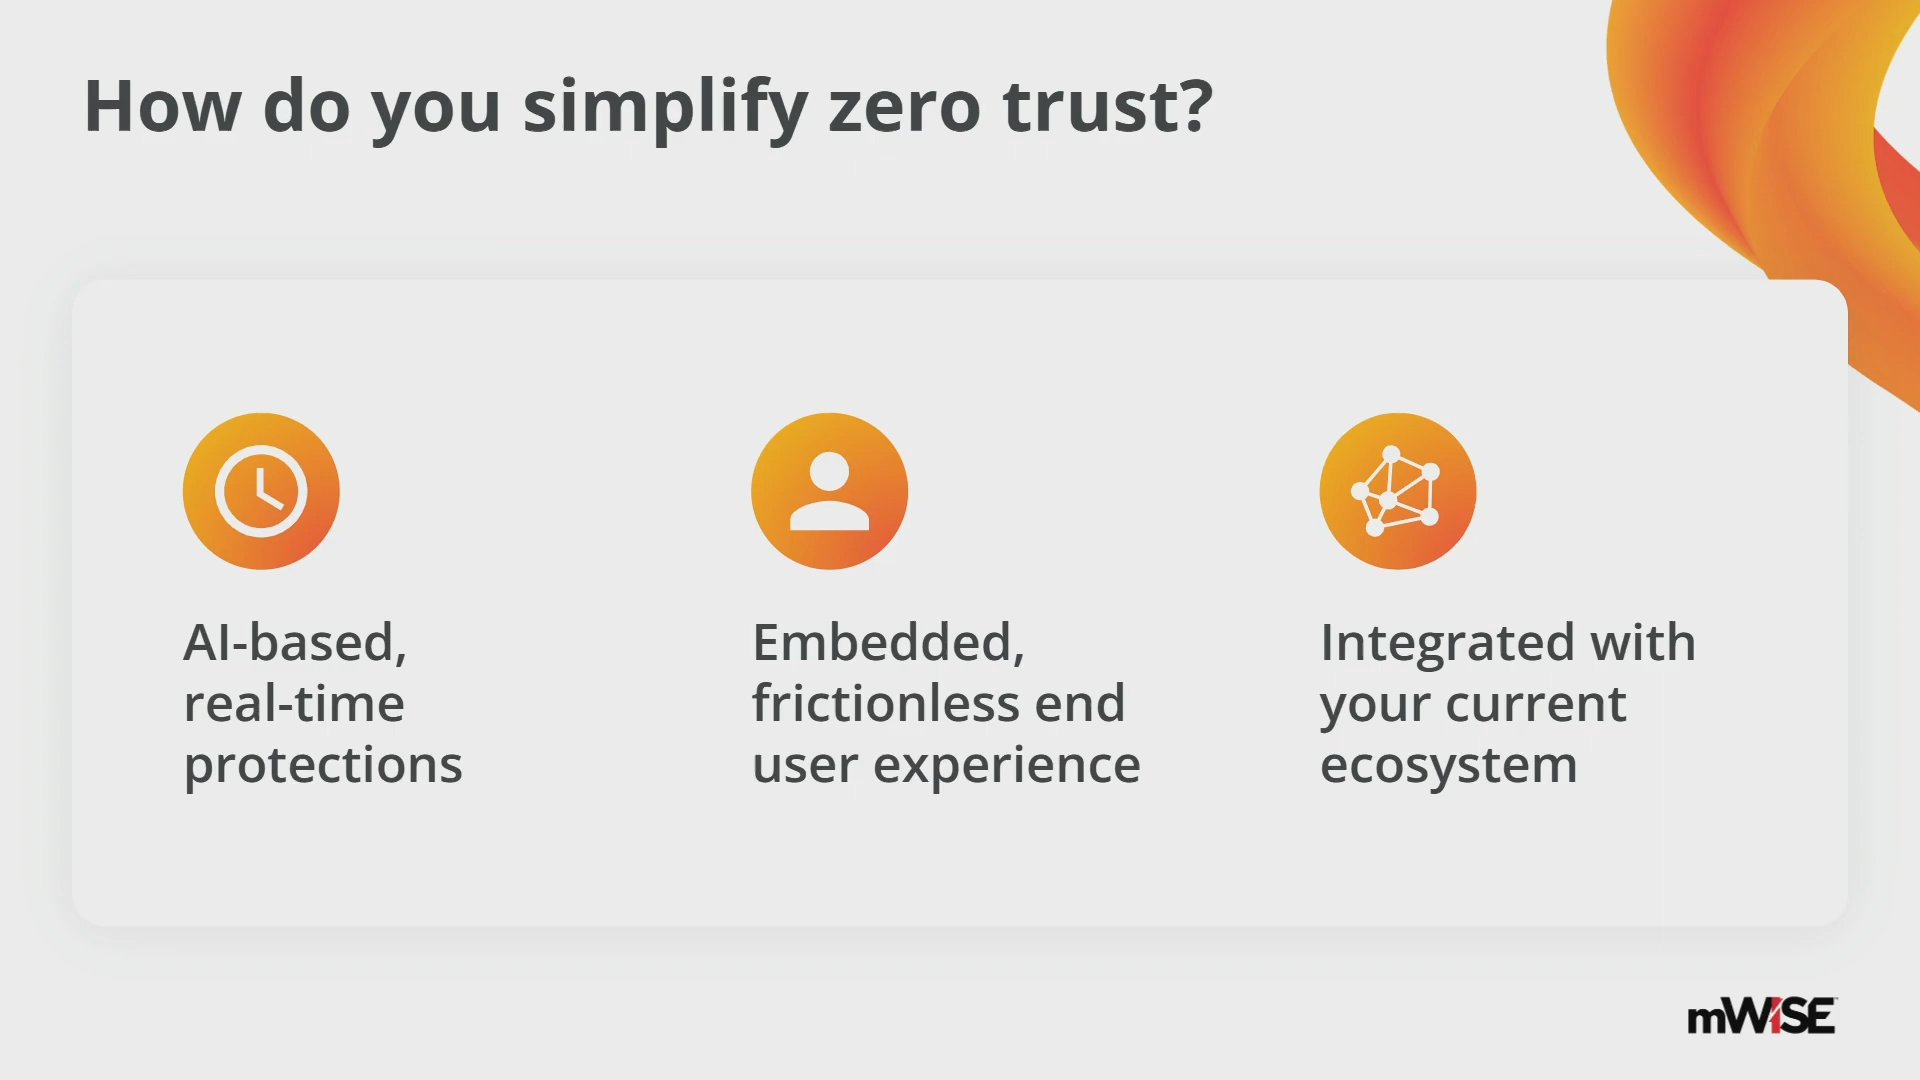 How do you simplify zero trust?
AI-based,
real-time
protections
Embedded,
frictionless end
user experience
Integrated with
your current
ecosystem
mWISE